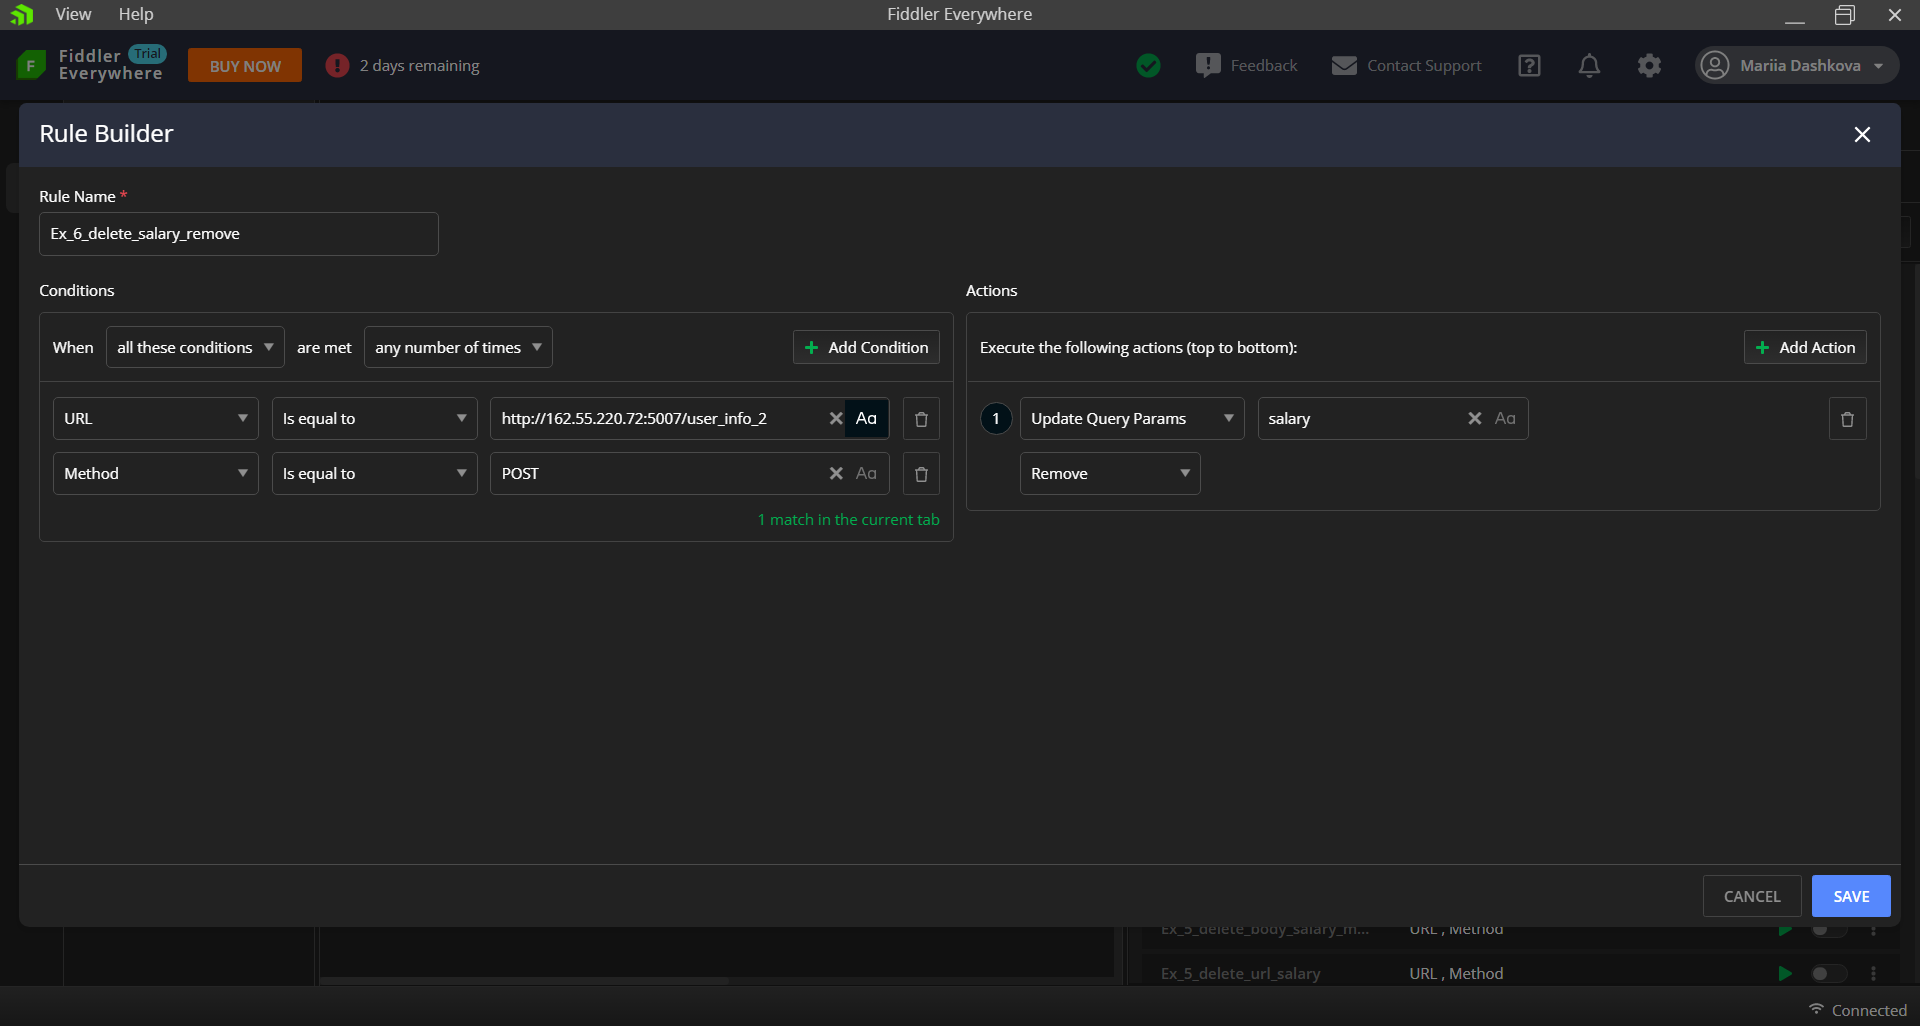 View Help Fiddler Everywhere
F Fiddler Everywhere Trial BUY NOW ! 2 days remaining ! Feedback Contact Support ? Mariia Dashkova
Rule Builder
Rule Name *
Ex_6_delete_salary_remove
Conditions
When all these conditions are met any number of times + Add Condition
URL Is equal to http://162.55.220.72:5007/user_info_2 Aa
Method Is equal to POST Aa
1 match in the current tab
Actions
Execute the following actions (top to bottom): + Add Action
1 Update Query Params salary Aa
Remove
CANCEL SAVE
Ex_5_delete_body_salary_m... URL , Method
Ex_5_delete_url_salary URL , Method
Connected